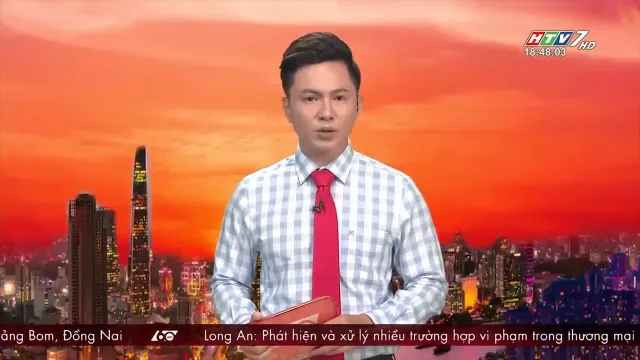 HTV7 HD
18:48:03
ảng Bom, Đồng Nai 60 Long An: Phát hiện và xử lý nhiều trường hợp vi phạm trong thương mại